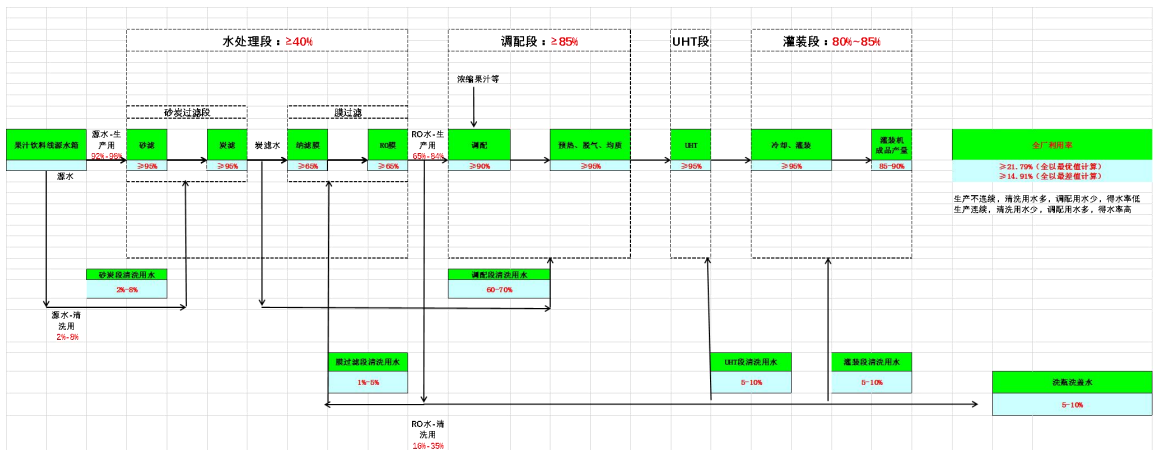 水处理段：≥40%
调配段：≥85%
UHT段
灌装段：80%~85%
浓缩果汁等
砂炭过滤段
膜过滤
果汁饮料线源水箱
源水-生
产用
92%-98%
砂滤
≥95%
炭滤
≥95%
炭滤水
纳滤膜
≥65%
RO膜
≥65%
RO水-生
产用
65%-84%
调配
≥90%
预热、脱气、均质
≥95%
UHT
≥95%
冷却、灌装
≥95%
灌装机
成品产量
85-90%
全厂利用率
≥21.79%（全以最优值计算）
≥14.91%（全以最差值计算）
源水
生产不连续，清洗用水多，调配用水少，得水率低
生产连续，清洗用水少，调配用水多，得水率高
砂炭段清洗用水
2%-8%
调配段清洗用水
60-70%
源水-清
洗用
2%-8%
膜过滤段清洗用水
1%-5%
UHT段清洗用水
5-10%
灌装段清洗用水
5-10%
洗瓶洗盖水
5-10%
RO水-清
洗用
16%-35%